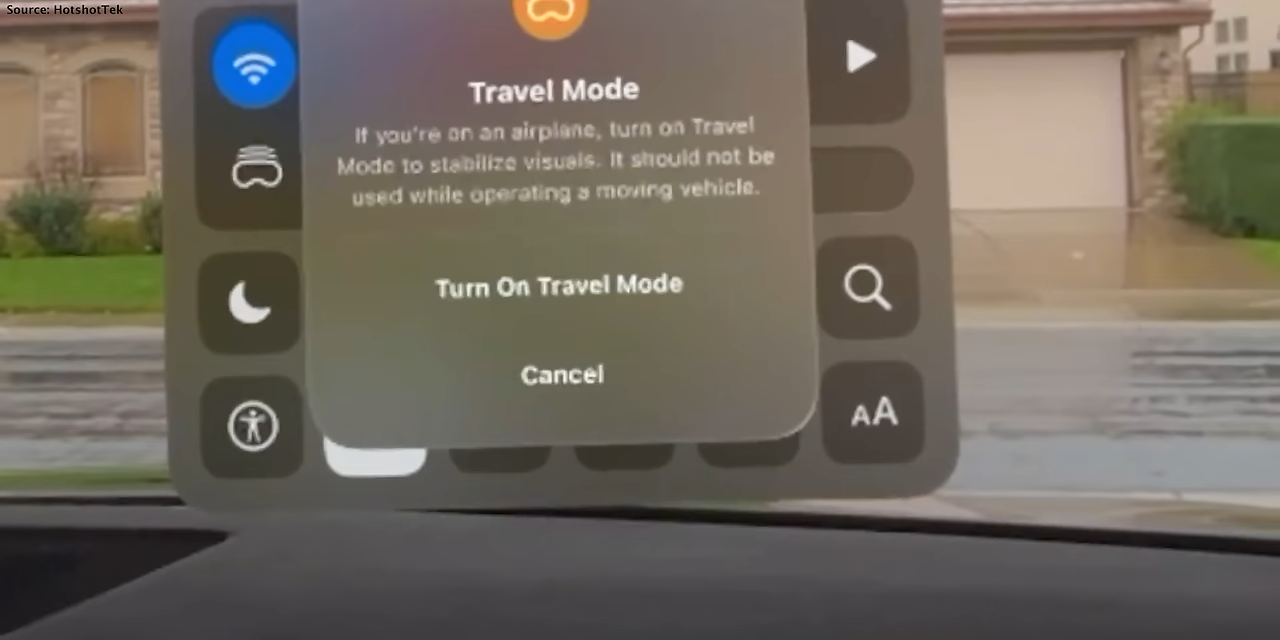 Source: HotshotTek
Travel Mode
If you're on an airplane, turn on Travel
Mode to stabilize visuals. It should not be
used while operating a moving vehicle.
Turn On Travel Mode
Cancel
AA